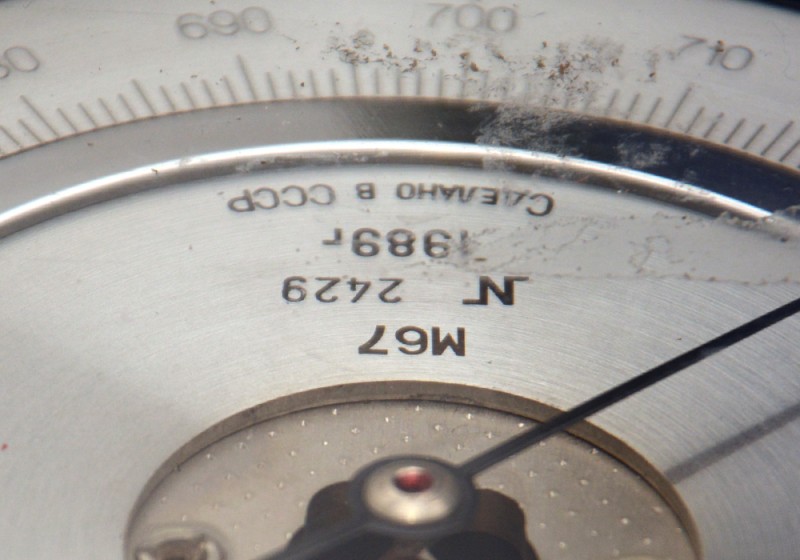 690 700 710
М67
№ 2429
1989г
Сделано в СССР